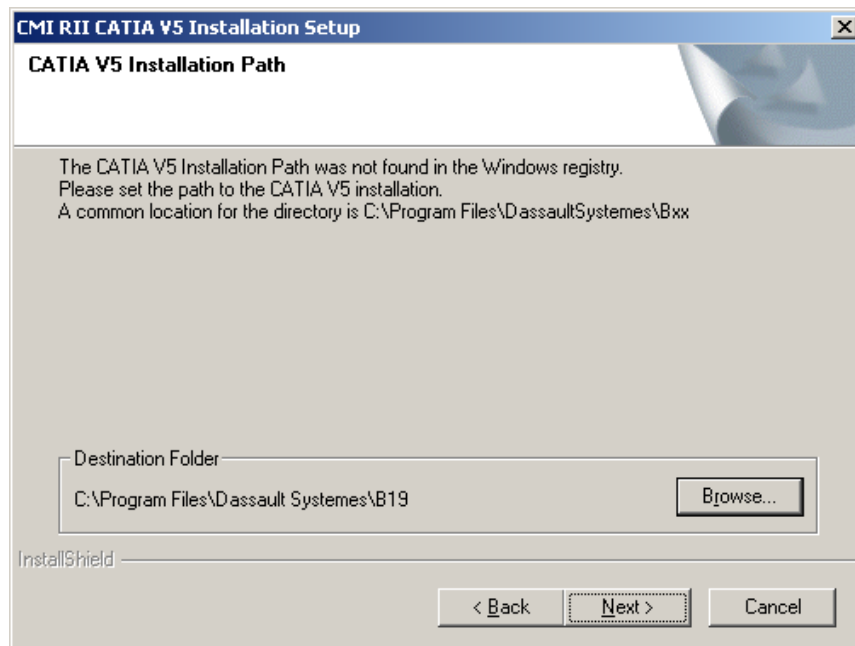 CMI RII CATIA V5 Installation Setup
CATIA V5 Installation Path
The CATIA V5 Installation Path was not found in the Windows registry.
Please set the path to the CATIA V5 installation.
A common location for the directory is C:\Program Files\DassaultSystemes\Bxx
Destination Folder
C:\Program Files\Dassault Systemes\B19
Browse...
InstallShield
< Back
Next >
Cancel